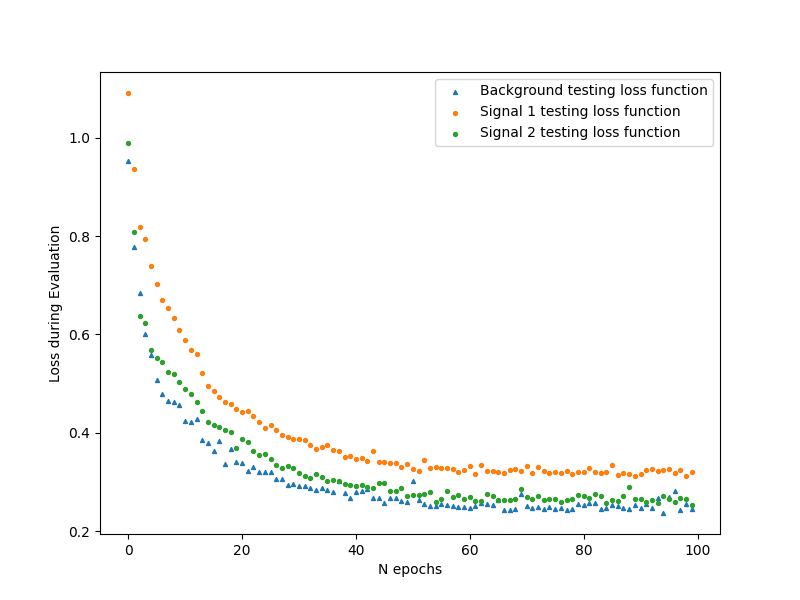 Background testing loss function
Signal 1 testing loss function
Signal 2 testing loss function
1.0
0.8
0.6
0.4
0.2
Loss during Evaluation
0 20 40 60 80 100
N epochs